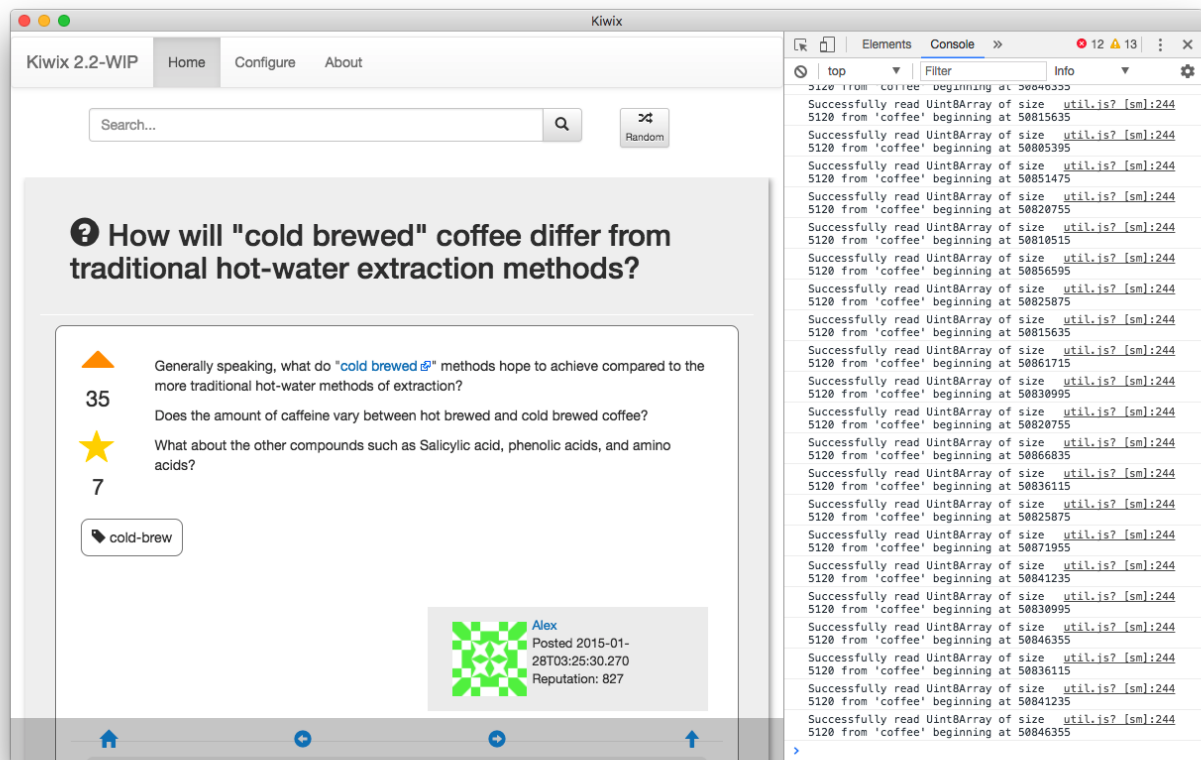 Kiwix
Kiwix 2.2-WIP Home Configure About
Search...
Random
How will "cold brewed" coffee differ from
traditional hot-water extraction methods?
35
7
Generally speaking, what do "cold brewed" methods hope to achieve compared to the
more traditional hot-water methods of extraction?
Does the amount of caffeine vary between hot brewed and cold brewed coffee?
What about the other compounds such as Salicylic acid, phenolic acids, and amino
acids?
cold-brew
Alex
Posted 2015-01-
28T03:25:30.270
Reputation: 827
Elements Console » 12 13
top Filter Info
5120 from 'coffee' beginning at 50846355
Successfully read Uint8Array of size util.js? [sm]:244
5120 from 'coffee' beginning at 50815635
Successfully read Uint8Array of size util.js? [sm]:244
5120 from 'coffee' beginning at 50805395
Successfully read Uint8Array of size util.js? [sm]:244
5120 from 'coffee' beginning at 50851475
Successfully read Uint8Array of size util.js? [sm]:244
5120 from 'coffee' beginning at 50820755
Successfully read Uint8Array of size util.js? [sm]:244
5120 from 'coffee' beginning at 50810515
Successfully read Uint8Array of size util.js? [sm]:244
5120 from 'coffee' beginning at 50856595
Successfully read Uint8Array of size util.js? [sm]:244
5120 from 'coffee' beginning at 50825875
Successfully read Uint8Array of size util.js? [sm]:244
5120 from 'coffee' beginning at 50815635
Successfully read Uint8Array of size util.js? [sm]:244
5120 from 'coffee' beginning at 50861715
Successfully read Uint8Array of size util.js? [sm]:244
5120 from 'coffee' beginning at 50830995
Successfully read Uint8Array of size util.js? [sm]:244
5120 from 'coffee' beginning at 50820755
Successfully read Uint8Array of size util.js? [sm]:244
5120 from 'coffee' beginning at 50866835
Successfully read Uint8Array of size util.js? [sm]:244
5120 from 'coffee' beginning at 50836115
Successfully read Uint8Array of size util.js? [sm]:244
5120 from 'coffee' beginning at 50825875
Successfully read Uint8Array of size util.js? [sm]:244
5120 from 'coffee' beginning at 50871955
Successfully read Uint8Array of size util.js? [sm]:244
5120 from 'coffee' beginning at 50841235
Successfully read Uint8Array of size util.js? [sm]:244
5120 from 'coffee' beginning at 50830995
Successfully read Uint8Array of size util.js? [sm]:244
5120 from 'coffee' beginning at 50846355
Successfully read Uint8Array of size util.js? [sm]:244
5120 from 'coffee' beginning at 50836115
Successfully read Uint8Array of size util.js? [sm]:244
5120 from 'coffee' beginning at 50841235
Successfully read Uint8Array of size util.js? [sm]:244
5120 from 'coffee' beginning at 50846355